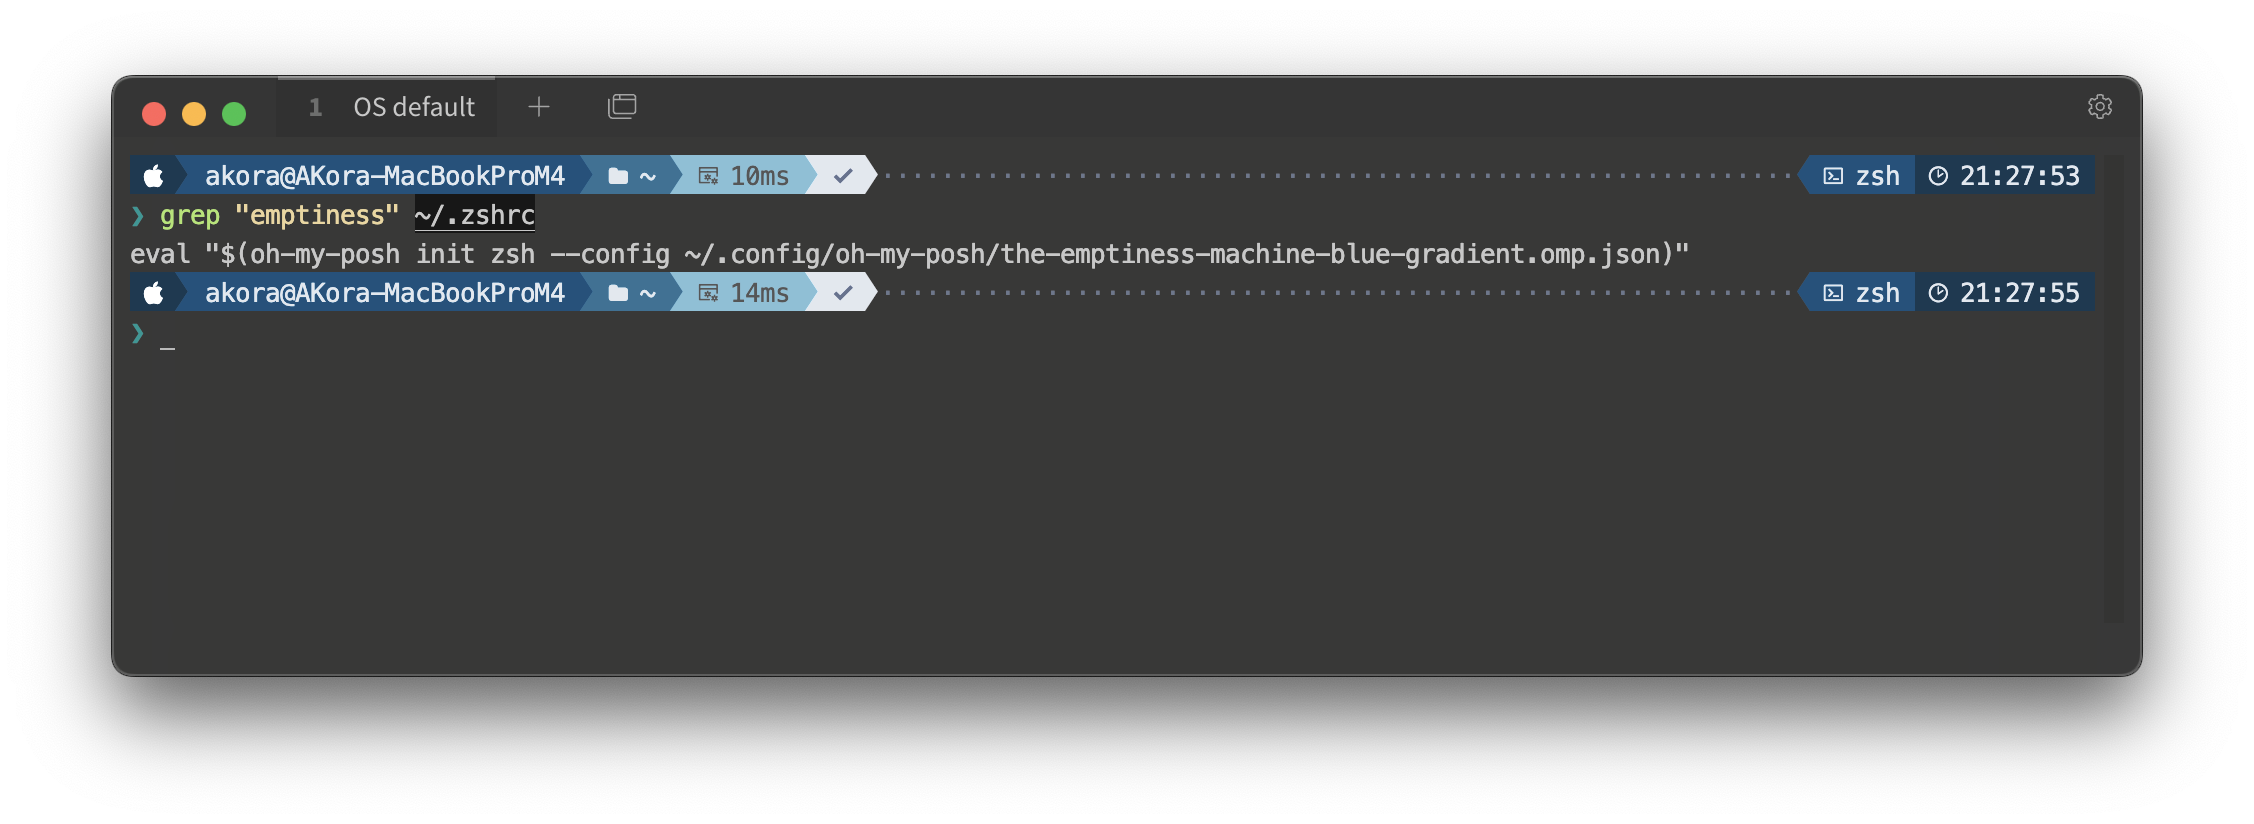 1 OS default
akora@AKora-MacBookProM4 ~ 10ms zsh 21:27:53
❯ grep "emptiness" ~/.zshrc
eval "$(oh-my-posh init zsh --config ~/.config/oh-my-posh/the-emptiness-machine-blue-gradient.omp.json)"
akora@AKora-MacBookProM4 ~ 14ms zsh 21:27:55
❯ _